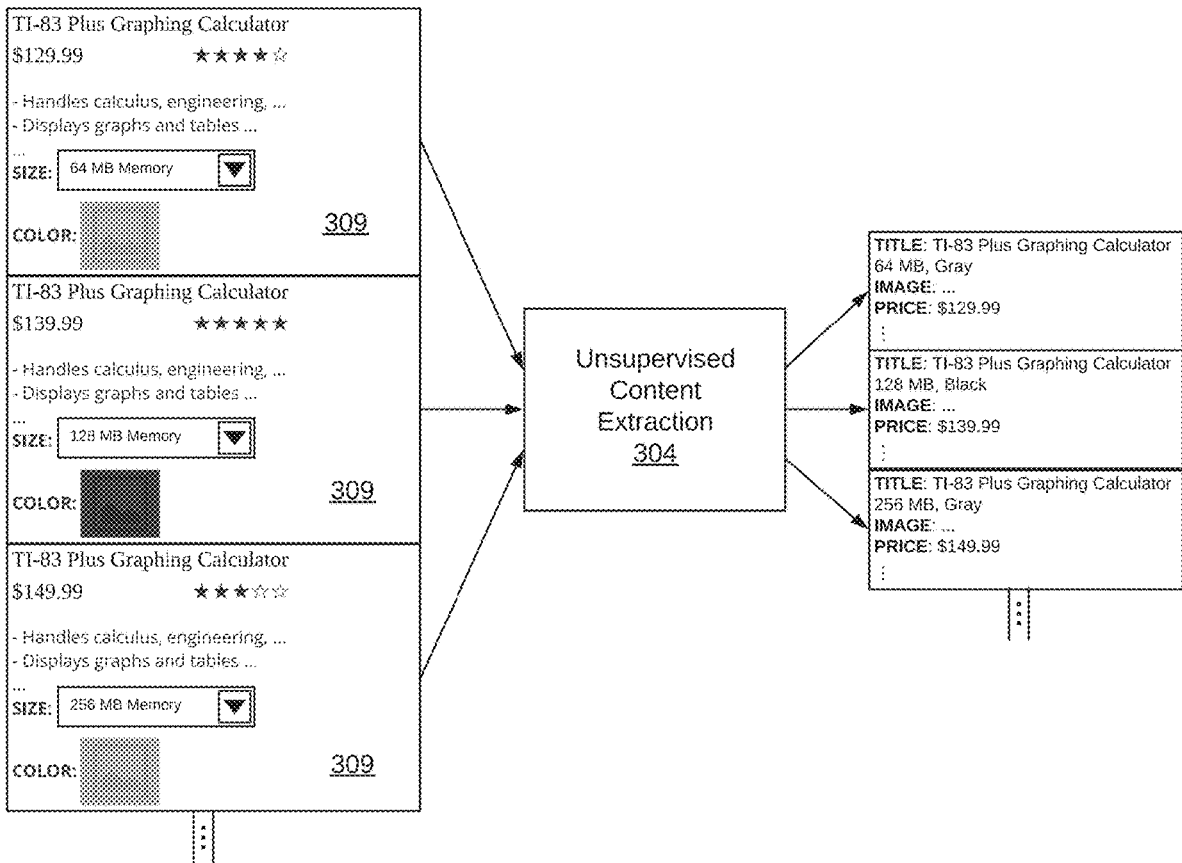 TI-83 Plus Graphing Calculator
$129.99 ★★★★☆
- Handles calculus, engineering, ...
- Displays graphs and tables ...
...
SIZE: 64 MB Memory
COLOR:
309
TI-83 Plus Graphing Calculator
$139.99 ★★★★★
- Handles calculus, engineering, ...
- Displays graphs and tables ...
...
SIZE: 128 MB Memory
COLOR:
309
TI-83 Plus Graphing Calculator
$149.99 ★★★☆☆
- Handles calculus, engineering, ...
- Displays graphs and tables ...
...
SIZE: 256 MB Memory
COLOR:
309
Unsupervised
Content
Extraction
304
TITLE: TI-83 Plus Graphing Calculator
64 MB, Gray
IMAGE: ...
PRICE: $129.99
⋮
TITLE: TI-83 Plus Graphing Calculator
128 MB, Black
IMAGE: ...
PRICE: $139.99
⋮
TITLE: TI-83 Plus Graphing Calculator
256 MB, Gray
IMAGE: ...
PRICE: $149.99
⋮